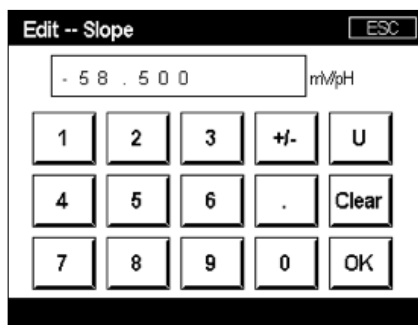 Edit -- Slope ESC
- 5 8 . 5 0 0 mV/pH
1 2 3 +/- U
4 5 6 . Clear
7 8 9 0 OK